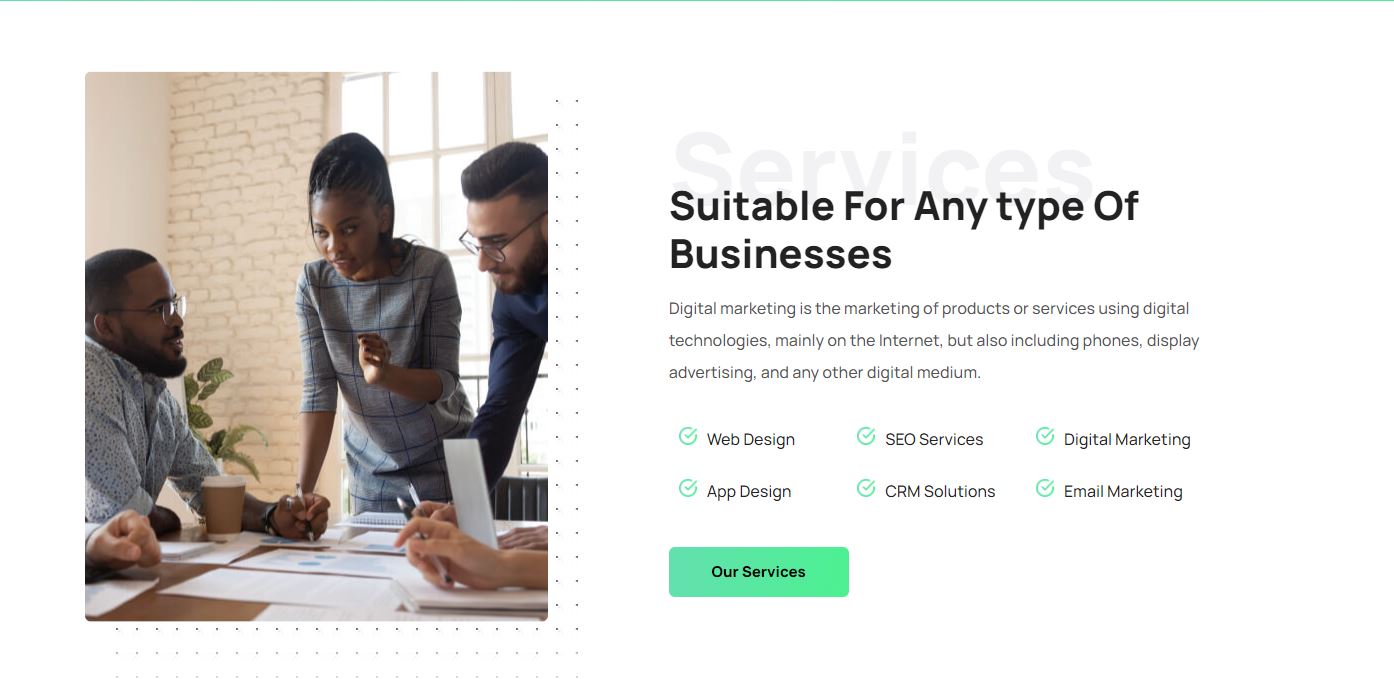 Services
Suitable For Any type Of
Businesses
Digital marketing is the marketing of products or services using digital
technologies, mainly on the Internet, but also including phones, display
advertising, and any other digital medium.
Web Design SEO Services Digital Marketing
App Design CRM Solutions Email Marketing
Our Services